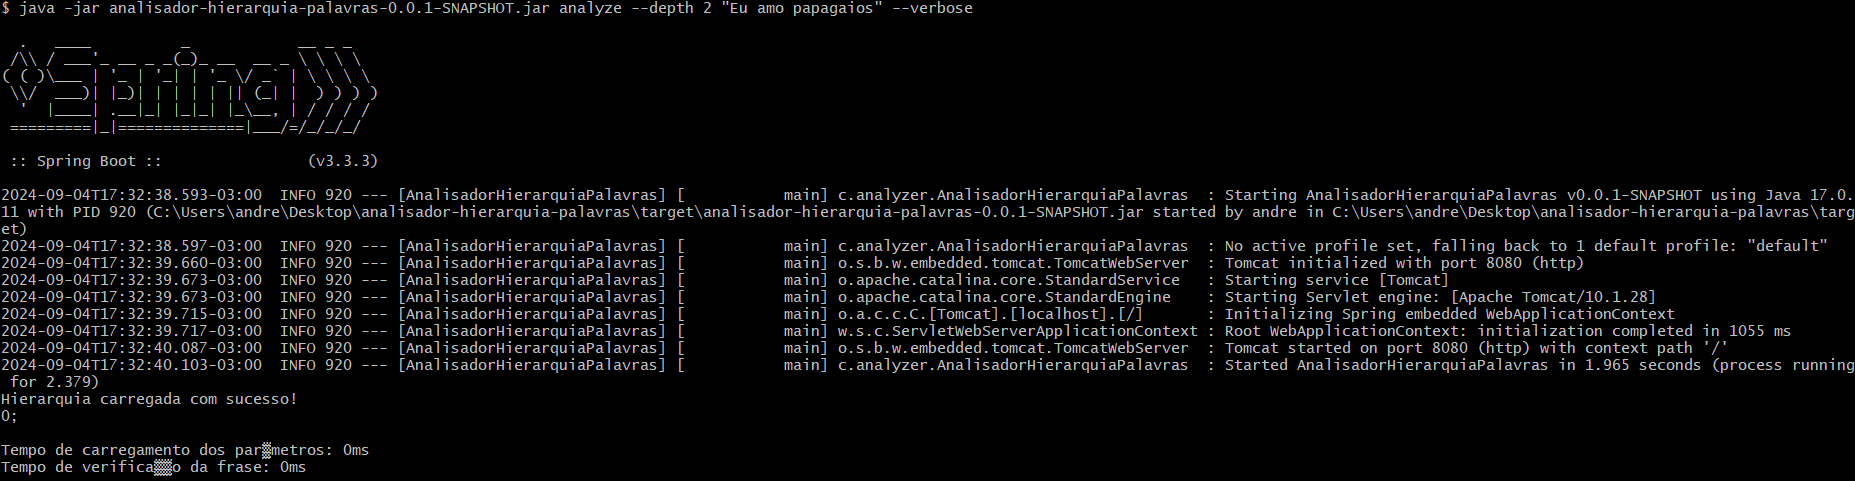 $ java -jar analisador-hierarquia-palavras-0.0.1-SNAPSHOT.jar analyze --depth 2 "Eu amo papagaios" --verbose
  .   ____          _            __ _ _
 /\\ / ___'_ __ _ _(_)_ __  __ _ \ \ \ \
( ( )\___ | '_ | '_| | '_ \/ _` | \ \ \ \
 \\/  ___)| |_)| | | | | || (_| |  ) ) ) )
  '  |____| .__|_| |_|_| |_\__, | / / / /
 =========|_|==============|___/=/_/_/_/
 :: Spring Boot ::                (v3.3.3)
2024-09-04T17:32:38.593-03:00  INFO 920 --- [AnalisadorHierarquiaPalavras] [           main] c.analyzer.AnalisadorHierarquiaPalavras  : Starting AnalisadorHierarquiaPalavras v0.0.1-SNAPSHOT using Java 17.0.
11 with PID 920 (C:\Users\andre\Desktop\analisador-hierarquia-palavras\target\analisador-hierarquia-palavras-0.0.1-SNAPSHOT.jar started by andre in C:\Users\andre\Desktop\analisador-hierarquia-palavras\targ
et)
2024-09-04T17:32:38.597-03:00  INFO 920 --- [AnalisadorHierarquiaPalavras] [           main] c.analyzer.AnalisadorHierarquiaPalavras  : No active profile set, falling back to 1 default profile: "default"
2024-09-04T17:32:39.660-03:00  INFO 920 --- [AnalisadorHierarquiaPalavras] [           main] o.s.b.w.embedded.tomcat.TomcatWebServer  : Tomcat initialized with port 8080 (http)
2024-09-04T17:32:39.673-03:00  INFO 920 --- [AnalisadorHierarquiaPalavras] [           main] o.apache.catalina.core.StandardService   : Starting service [Tomcat]
2024-09-04T17:32:39.673-03:00  INFO 920 --- [AnalisadorHierarquiaPalavras] [           main] o.apache.catalina.core.StandardEngine    : Starting Servlet engine: [Apache Tomcat/10.1.28]
2024-09-04T17:32:39.715-03:00  INFO 920 --- [AnalisadorHierarquiaPalavras] [           main] o.a.c.c.C.[Tomcat].[localhost].[/]       : Initializing Spring embedded WebApplicationContext
2024-09-04T17:32:39.717-03:00  INFO 920 --- [AnalisadorHierarquiaPalavras] [           main] w.s.c.ServletWebServerApplicationContext : Root WebApplicationContext: initialization completed in 1055 ms
2024-09-04T17:32:40.087-03:00  INFO 920 --- [AnalisadorHierarquiaPalavras] [           main] o.s.b.w.embedded.tomcat.TomcatWebServer  : Tomcat started on port 8080 (http) with context path '/'
2024-09-04T17:32:40.103-03:00  INFO 920 --- [AnalisadorHierarquiaPalavras] [           main] c.analyzer.AnalisadorHierarquiaPalavras  : Started AnalisadorHierarquiaPalavras in 1.965 seconds (process running
 for 2.379)
Hierarquia carregada com sucesso!
0;
Tempo de carregamento dos par▒metros: 0ms
Tempo de verifica▒▒o da frase: 0ms